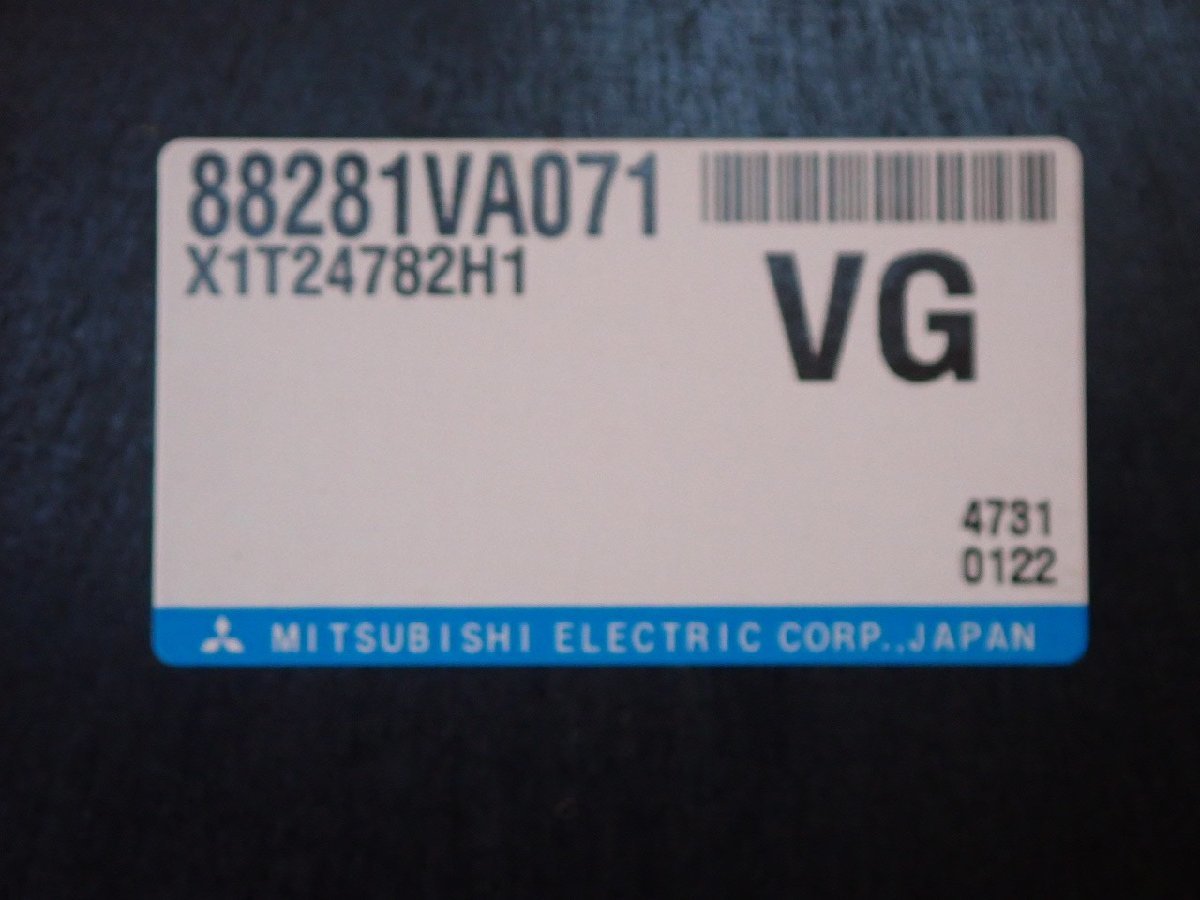 88281VA071
X1T24782H1
VG
4731
0122
MITSUBISHI ELECTRIC CORP.,JAPAN